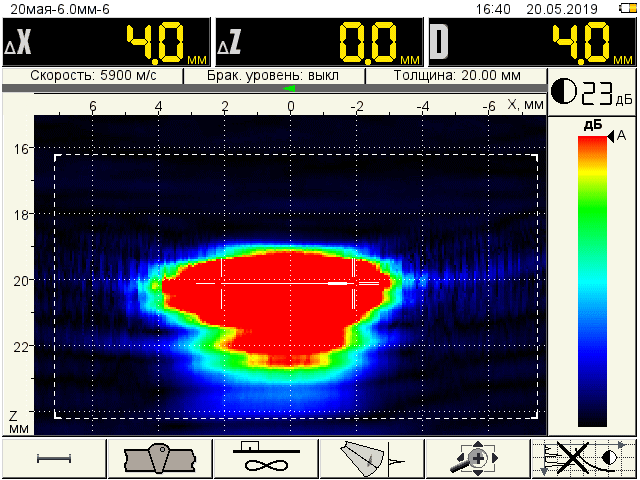 20мая-6.0мм-6 16:40 20.05.2019
ΔX 4.0 мм ΔZ 0.0 мм D 4.0 мм
Скорость: 5900 м/с Брак. уровень: выкл Толщина: 20.00 мм
23 дБ
6 4 2 0 -2 -4 -6 X, мм
дБ
A
16
18
20
22
Z
мм